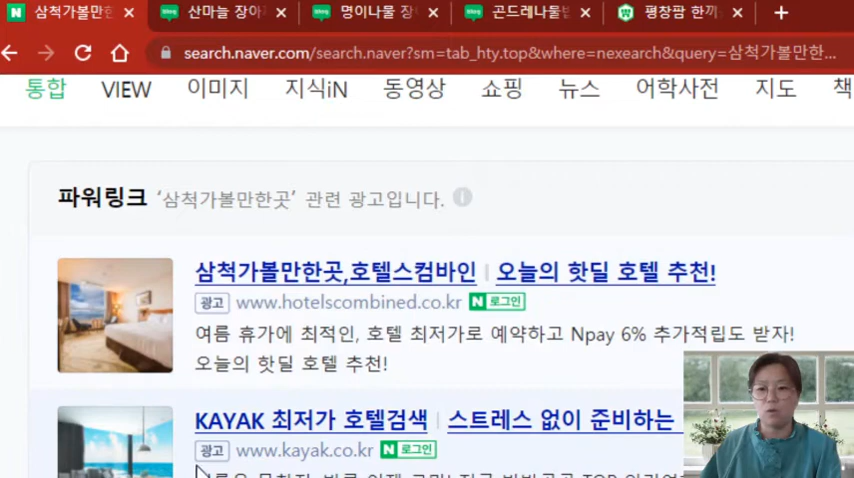 삼척가볼만한
산마늘 장아
명이나물 장
곤드레나물밥
평창팜 한끼
search.naver.com/search.naver?sm=tab_hty.top&where=nexearch&query=삼척가볼만한...
통합 VIEW 이미지 지식iN 동영상 쇼핑 뉴스 어학사전 지도 책
파워링크 '삼척가볼만한곳' 관련 광고입니다.
삼척가볼만한곳,호텔스컴바인 오늘의 핫딜 호텔 추천!
광고 www.hotelscombined.co.kr N 로그인
여름 휴가에 최적인, 호텔 최저가로 예약하고 Npay 6% 추가적립도 받자!
오늘의 핫딜 호텔 추천!
KAYAK 최저가 호텔검색 스트레스 없이 준비하는
광고 www.kayak.co.kr N 로그인